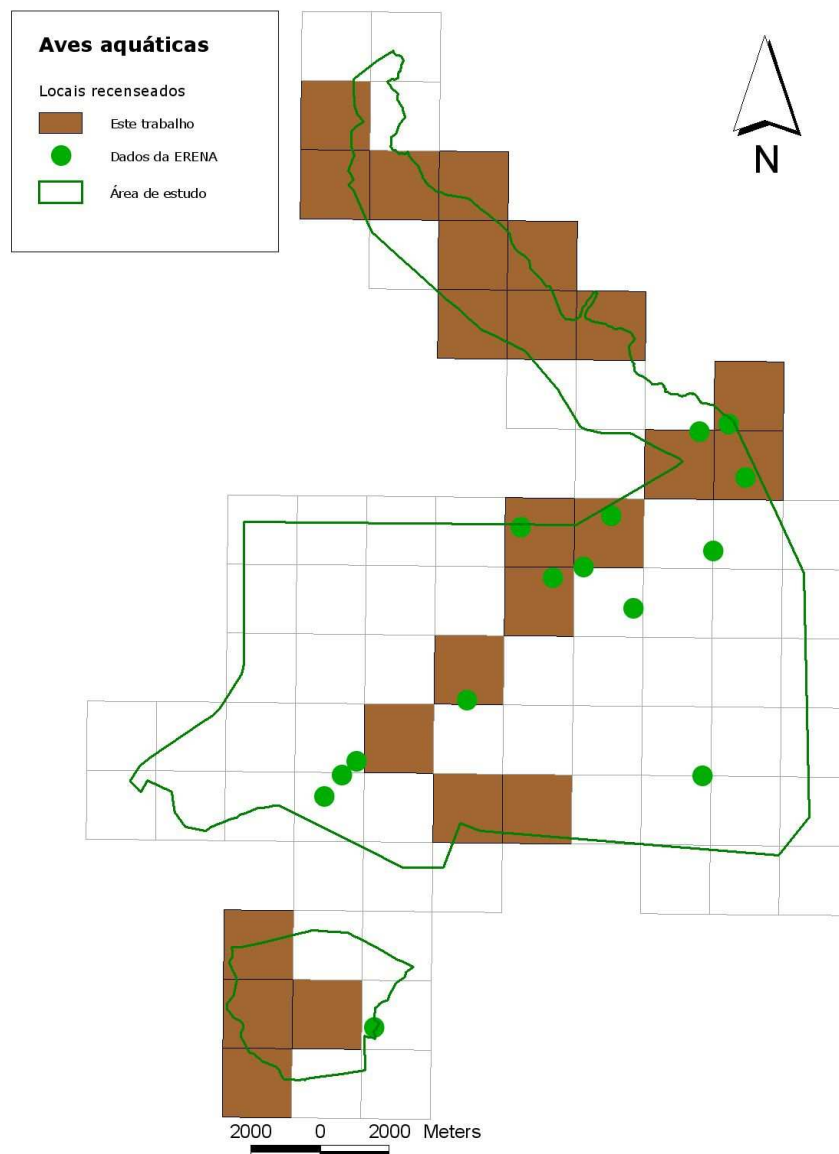 Aves aquáticas
Locais recenseados
Este trabalho
Dados da ERENA
Área de estudo
N
2000 0 2000 Meters